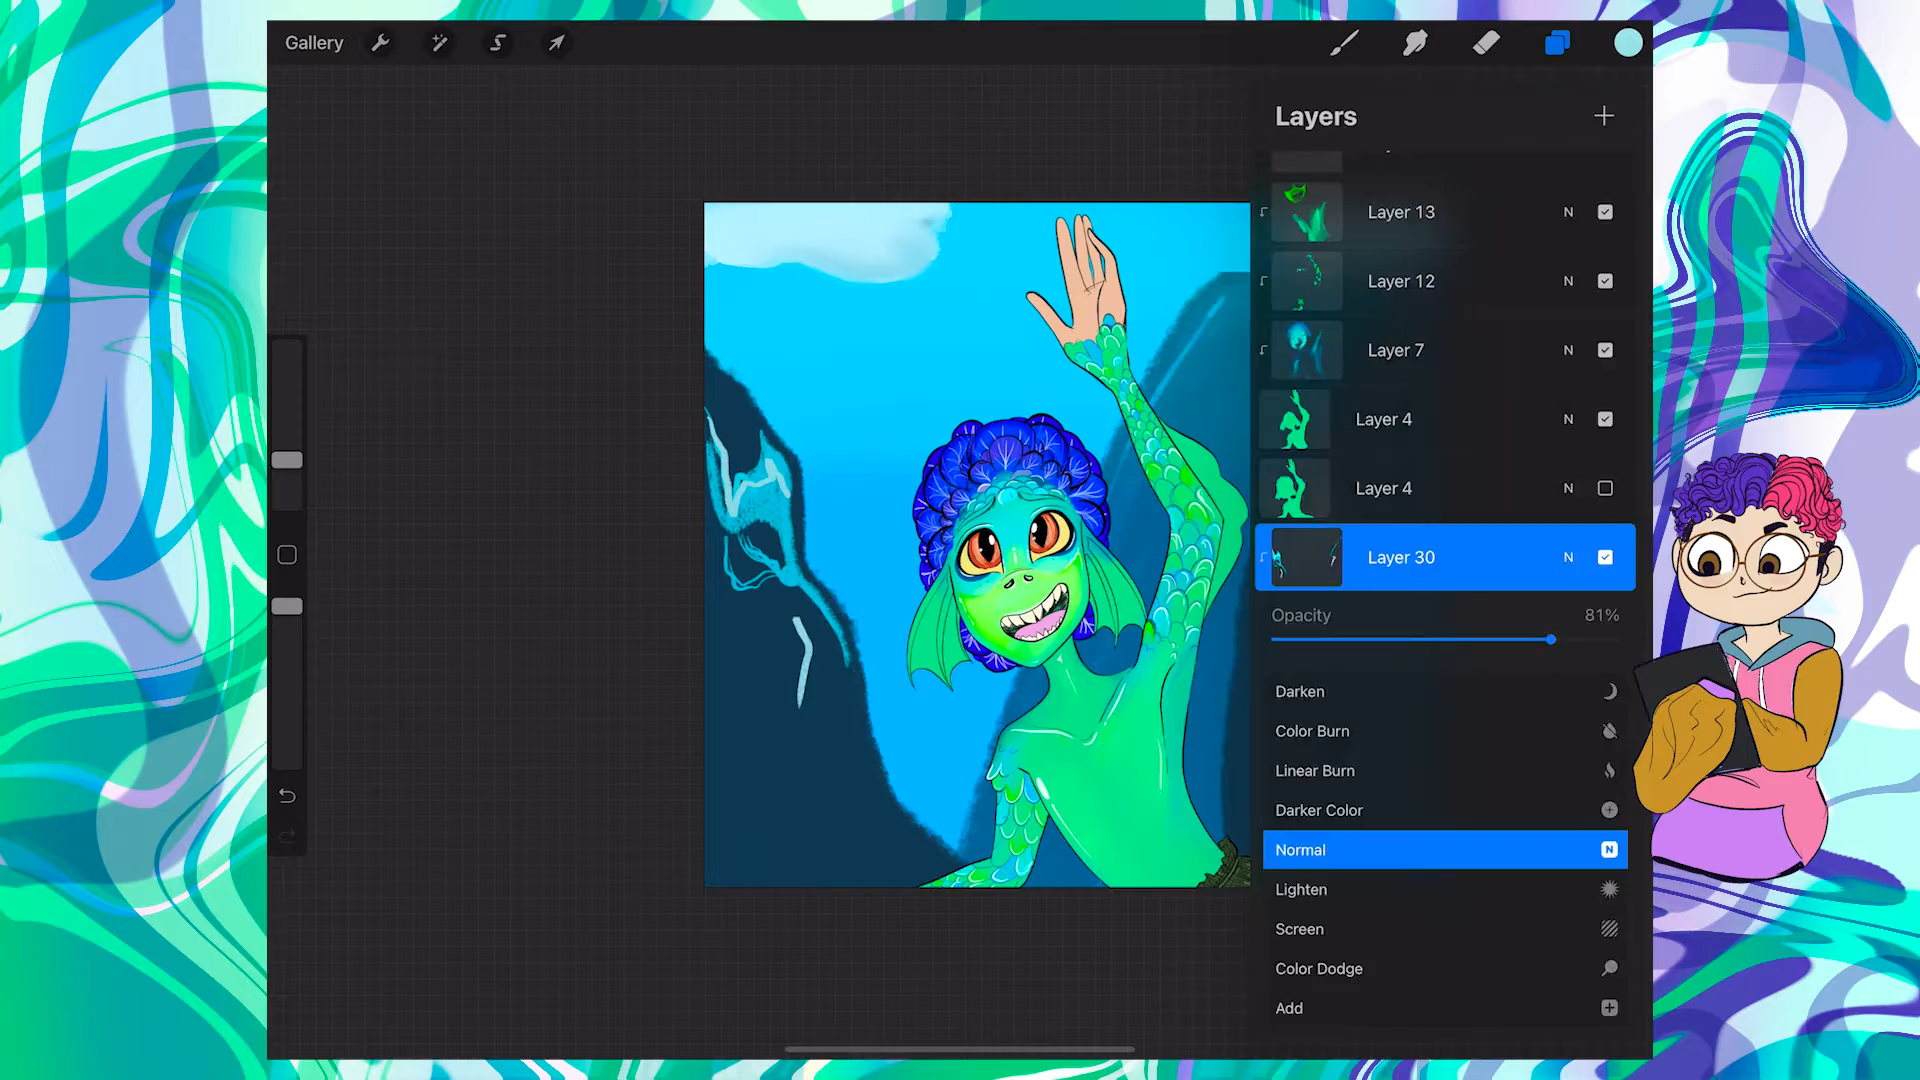 Gallery
Layers
Layer 13 N
Layer 12 N
Layer 7 N
Layer 4 N
Layer 4 N
Layer 30 N
Opacity 81%
Darken
Color Burn
Linear Burn
Darker Color
Normal N
Lighten
Screen
Color Dodge
Add